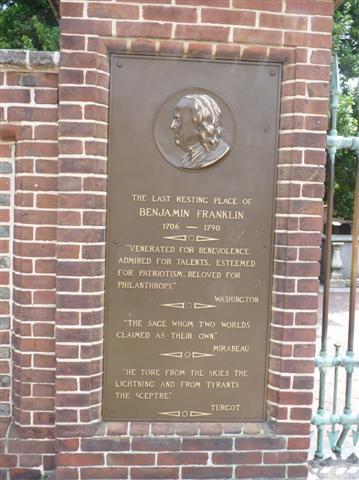 THE LAST RESTING PLACE OF
BENJAMIN FRANKLIN
1706 — 1790
"VENERATED FOR BENEVOLENCE,
ADMIRED FOR TALENTS, ESTEEMED
FOR PATRIOTISM, BELOVED FOR
PHILANTHROPY."
WASHINGTON
"THE SAGE WHOM TWO WORLDS
CLAIMED AS THEIR OWN."
MIRABEAU
"HE TORE FROM THE SKIES THE
LIGHTNING AND FROM TYRANTS
THE SCEPTRE."
TURGOT